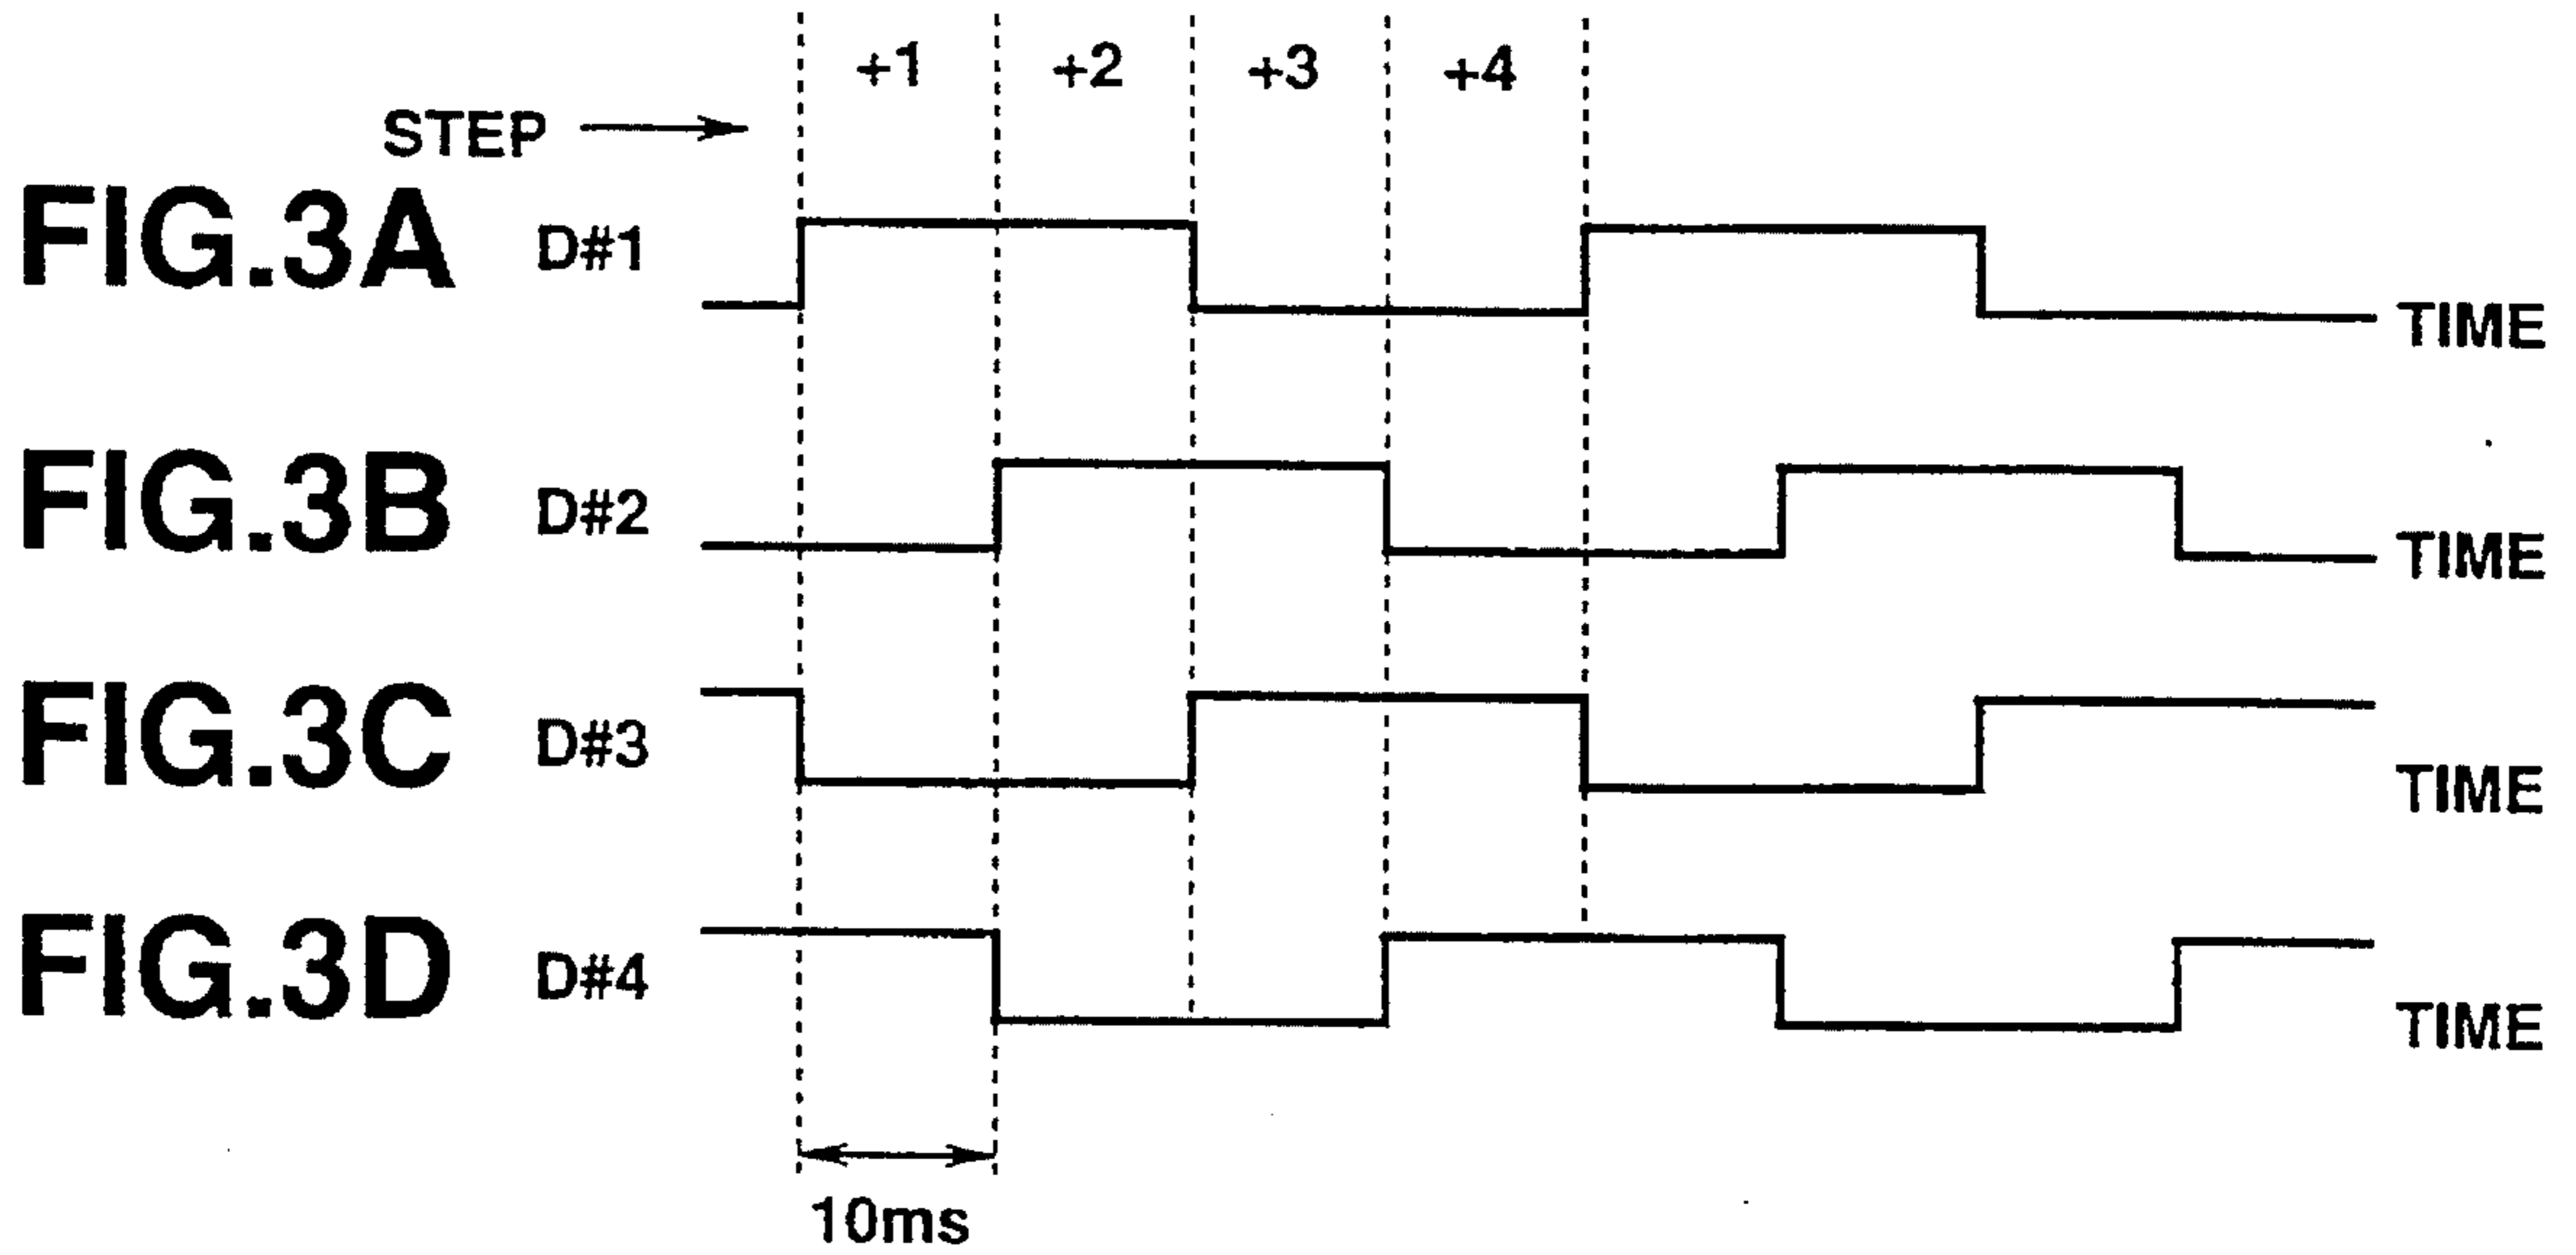 +1 +2 +3 +4
STEP
FIG.3A D#1 TIME
FIG.3B D#2 TIME
FIG.3C D#3 TIME
FIG.3D D#4 TIME
10ms